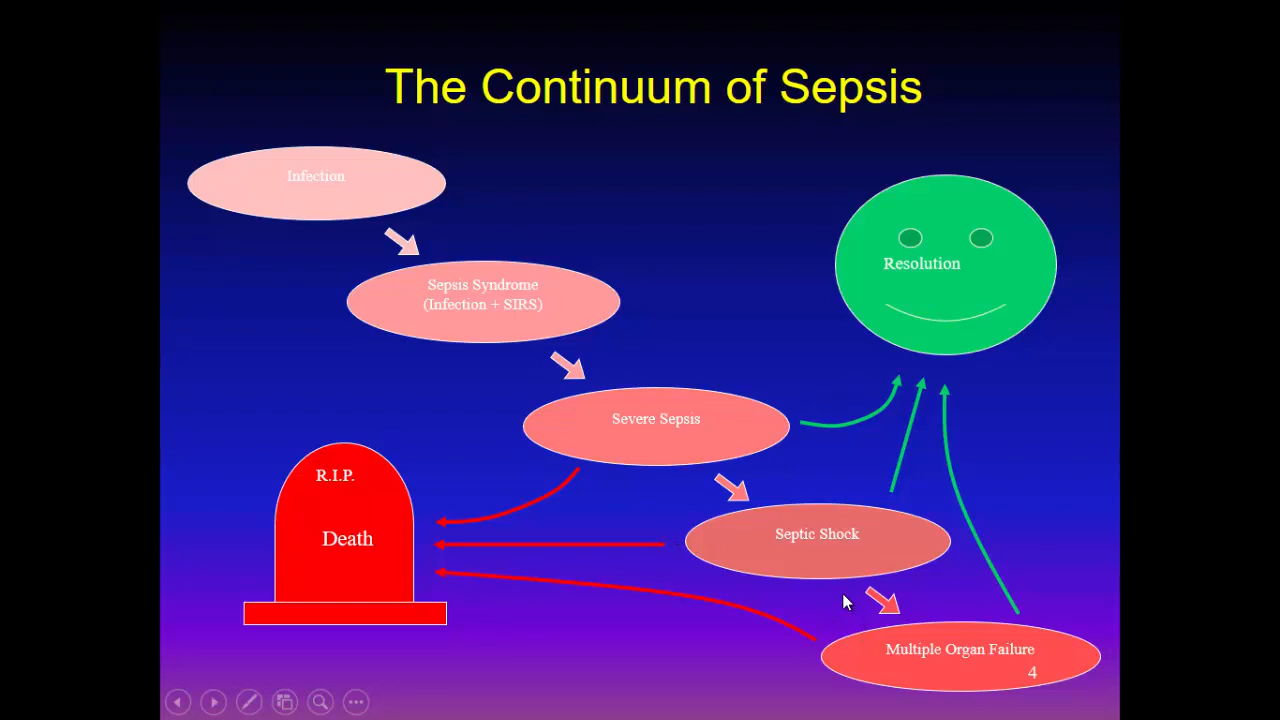 The Continuum of Sepsis
Infection
Sepsis Syndrome
(Infection + SIRS)
Resolution
Severe Sepsis
R.I.P.
Death
Septic Shock
Multiple Organ Failure
4